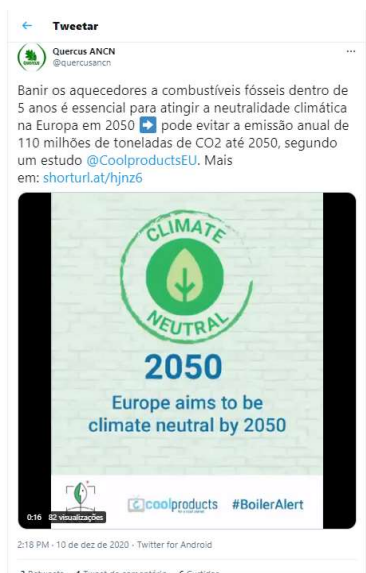 ← Tweetar
Quercus ANCN
@quercusancn
Banir os aquecedores a combustíveis fósseis dentro de
5 anos é essencial para atingir a neutralidade climática
na Europa em 2050 ➡ pode evitar a emissão anual de
110 milhões de toneladas de CO2 até 2050, segundo
um estudo @CoolproductsEU. Mais
em: shorturl.at/hjnz6
CLIMATE
NEUTRAL
2050
Europe aims to be
climate neutral by 2050
coolproducts #BoilerAlert
0:16 82 visualizações
2:18 PM · 10 de dez de 2020 · Twitter for Android